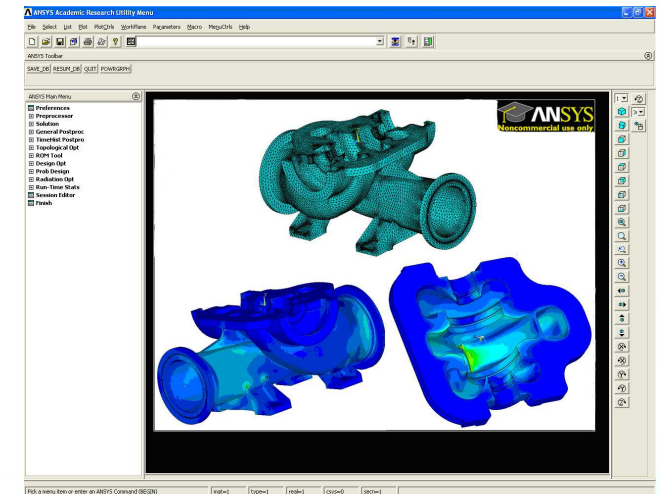 ANSYS Academic Research Utility Menu
File Select List Plot PlotCtrls WorkPlane Parameters Macro MenuCtrls Help
ANSYS Toolbar
SAVE_DB RESUM_DB QUIT POWRGRPH
ANSYS Main Menu
Preferences
Preprocessor
Solution
General Postproc
TimeHist Postpro
Topological Opt
ROM Tool
Design Opt
Prob Design
Radiation Opt
Run-Time Stats
Session Editor
Finish
ANSYS
Noncommercial use only
1
3
Pick a menu item or enter an ANSYS Command (BEGIN) mat=1 type=1 real=1 csys=0 secn=1